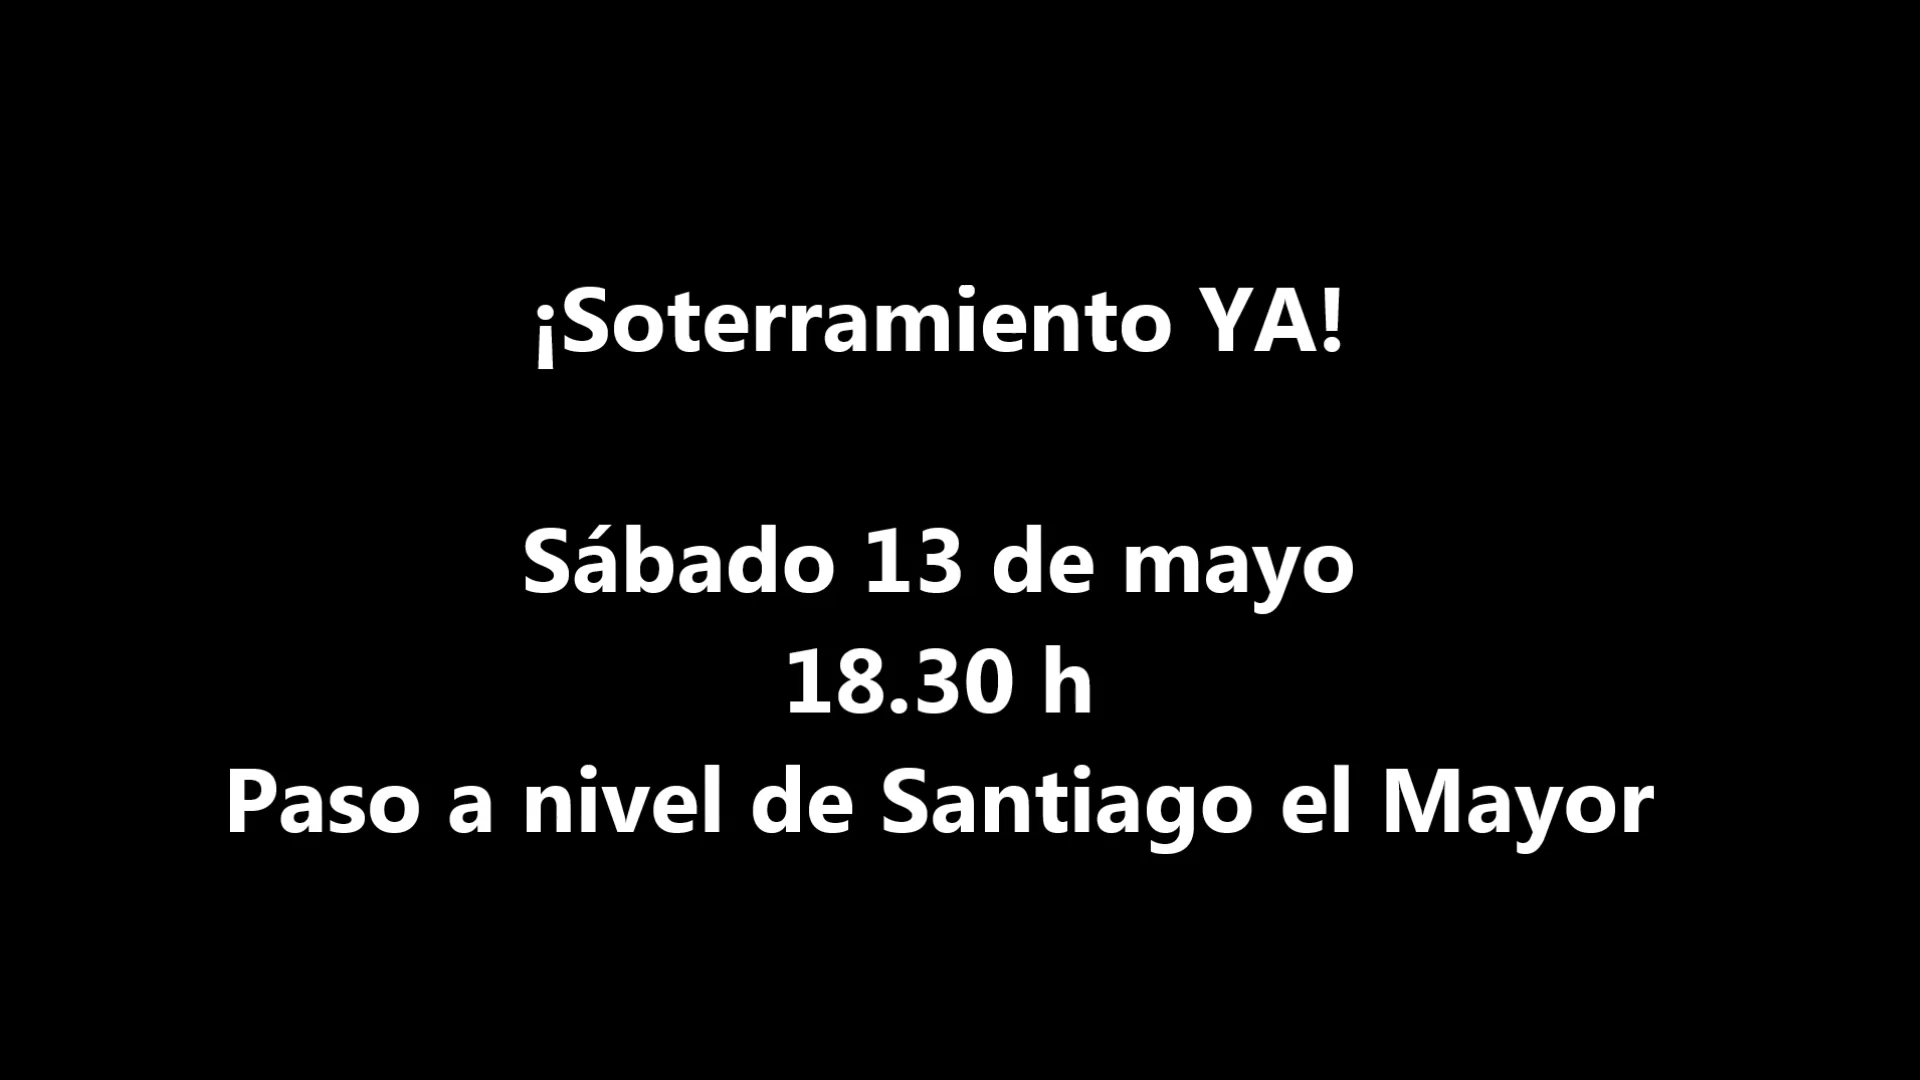 ¡Soterramiento YA!
Sábado 13 de mayo
18.30 h
Paso a nivel de Santiago el Mayor